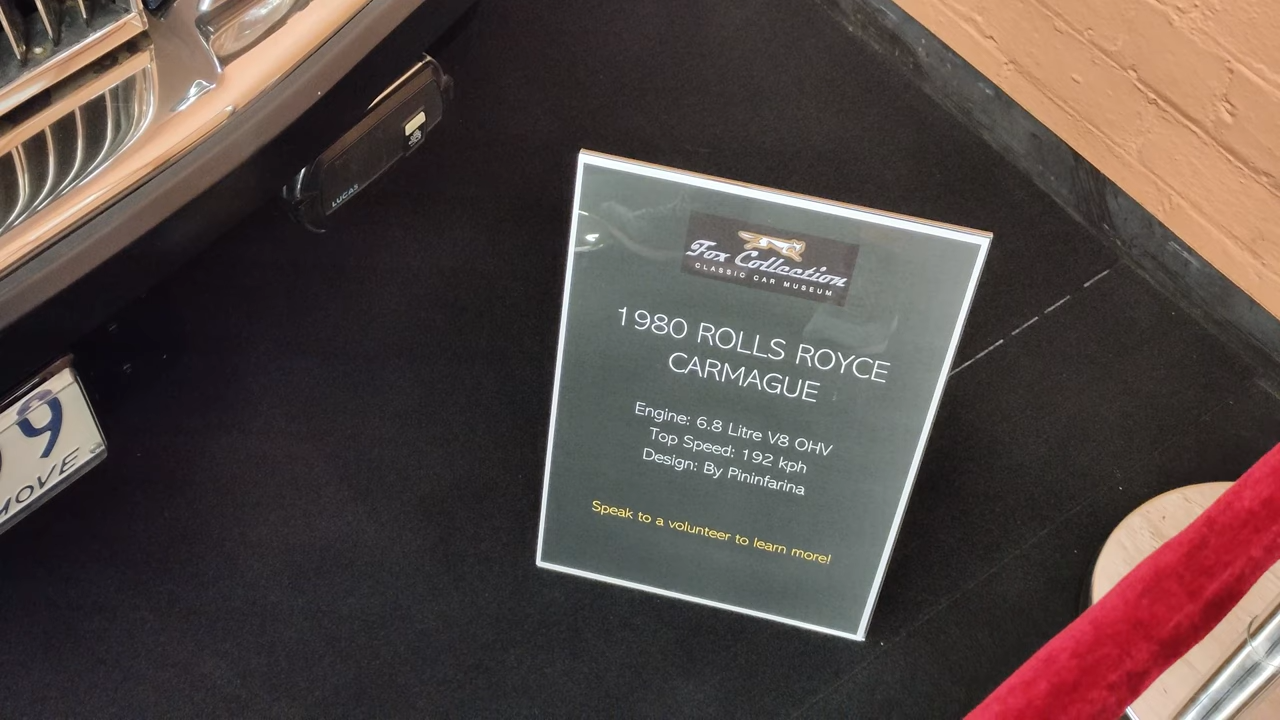 Fox Collection
CLASSIC CAR MUSEUM
1980 ROLLS ROYCE
CARMAGUE
Engine: 6.8 Litre V8 OHV
Top Speed: 192 kph
Design: By Pininfarina
Speak to a volunteer to learn more!
LUCAS
9
MOVE